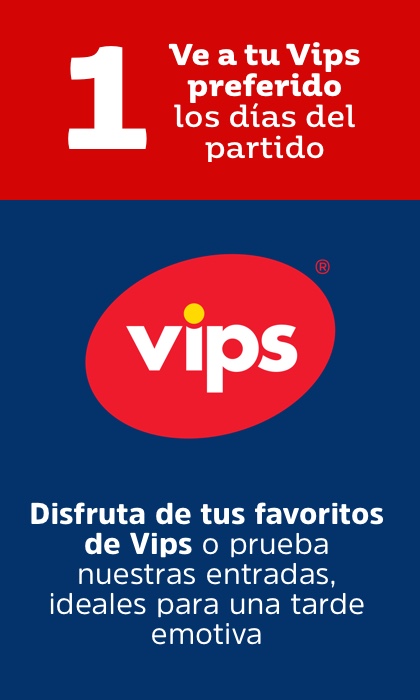 1
Ve a tu Vips
preferido
los días del
partido
®
vips
Disfruta de tus favoritos
de Vips o prueba
nuestras entradas,
ideales para una tarde
emotiva